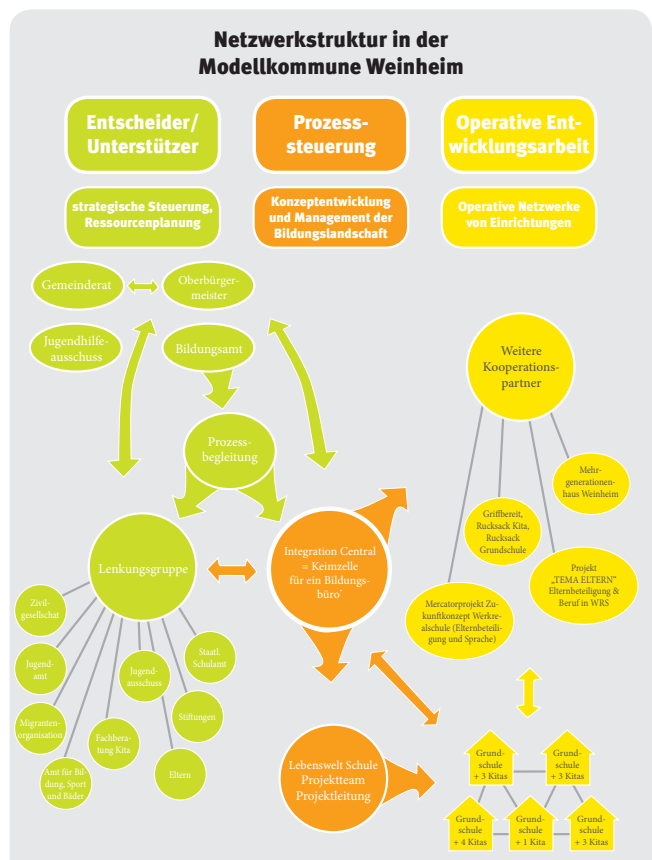 Netzwerkstruktur in der
Modellkommune Weinheim
Entscheider/
Unterstützer
Prozess-
steuerung
Operative Ent-
wicklungsarbeit
strategische Steuerung,
Ressourcenplanung
Konzeptentwicklung
und Management der
Bildungslandschaft
Operative Netzwerke
von Einrichtungen
Gemeinderat
Oberbürger-
meister
Jugendhilfe-
ausschuss
Bildungsamt
Weitere
Kooperations-
partner
Prozess-
begleitung
Mehr-
generationen-
haus Weinheim
Griffbereit,
Rucksack Kita,
Rucksack
Grundschule
Lenkungsgruppe
Integration Central
= Keimzelle
für ein Bildungs-
büro"
Projekt
„TEMA ELTERN"
Elternbeteiligung &
Beruf in WRS
Mercatorprojekt Zu-
kunftkonzept Werkre-
alschule (Elternbeteili-
gung und Sprache)
Zivil-
gesellschat
Staatl.
Schulamt
Jugend-
amt
Jugend-
ausschuss
Migranten-
organisation
Fachbera-
tung Kita
Stiftungen
Amt für Bil
dung, Sport
und Bäder
Eltern
Lebenswelt Schule
Projektteam
Projektleitung
Grund-
schule
+ 3 Kitas
Grund-
schule
+ 3 Kitas
Grund-
schule
+ 4 Kitas
Grund-
schule
+ 1 Kita
Grund-
schule
+ 3 Kitas